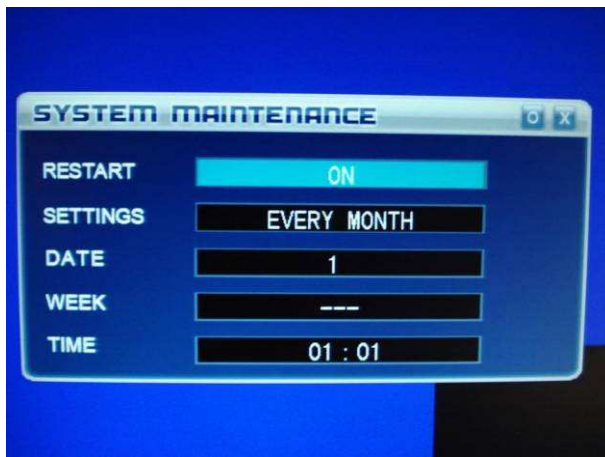 SYSTEM MAINTENANCE O X
RESTART ON
SETTINGS EVERY MONTH
DATE 1
WEEK ---
TIME 01 : 01